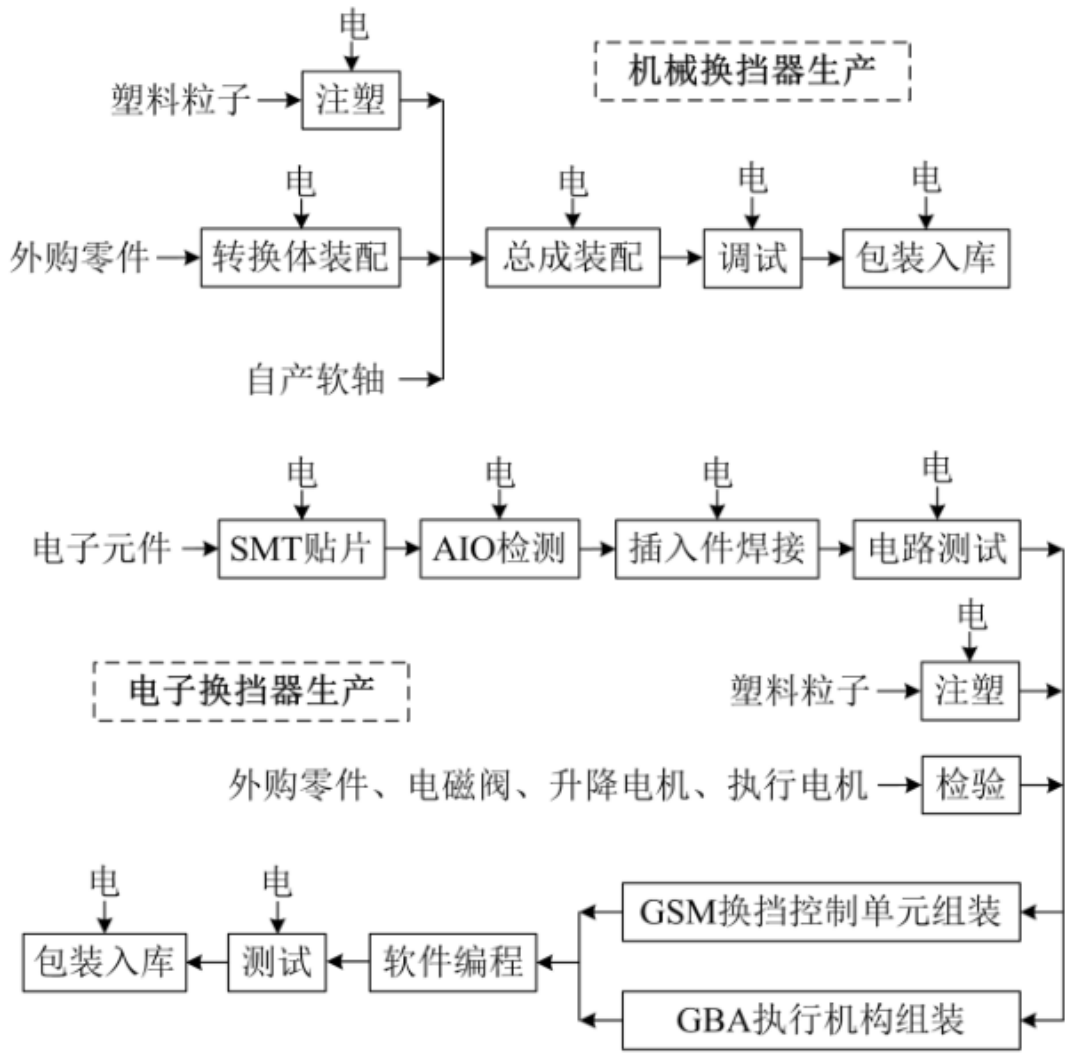 电
机械换挡器生产
塑料粒子 注塑
电 电 电 电
外购零件 转换体装配 总成装配 调试 包装入库
自产软轴
电 电 电 电
电子元件 SMT贴片 AIO检测 插入件焊接 电路测试
电
电子换挡器生产 塑料粒子 注塑
外购零件、电磁阀、升降电机、执行电机 检验
电 电
GSM换挡控制单元组装
包装入库 测试 软件编程
GBA执行机构组装